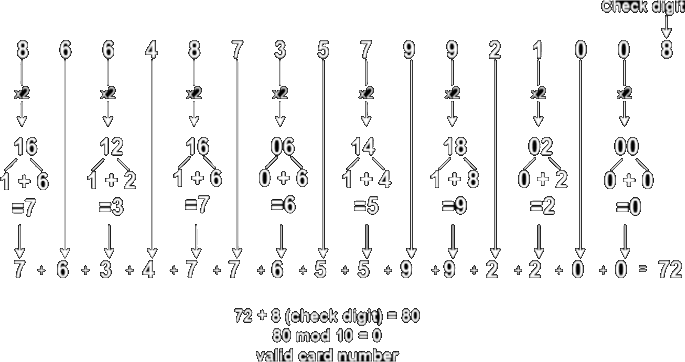 Check digit
8 6 6 4 8 7 3 5 7 9 9 2 1 0 0 8
x2 x2 x2 x2 x2 x2 x2 x2
16 12 16 06 14 18 02 00
1 + 6 1 + 2 1 + 6 0 + 6 1 + 4 1 + 8 0 + 2 0 + 0
=7 =3 =7 =6 =5 =9 =2 =0
7 + 6 + 3 + 4 + 7 + 7 + 6 + 5 + 5 + 9 + 9 + 2 + 2 + 0 + 0 = 72
72 + 8 (check digit) = 80
80 mod 10 = 0
valid card number